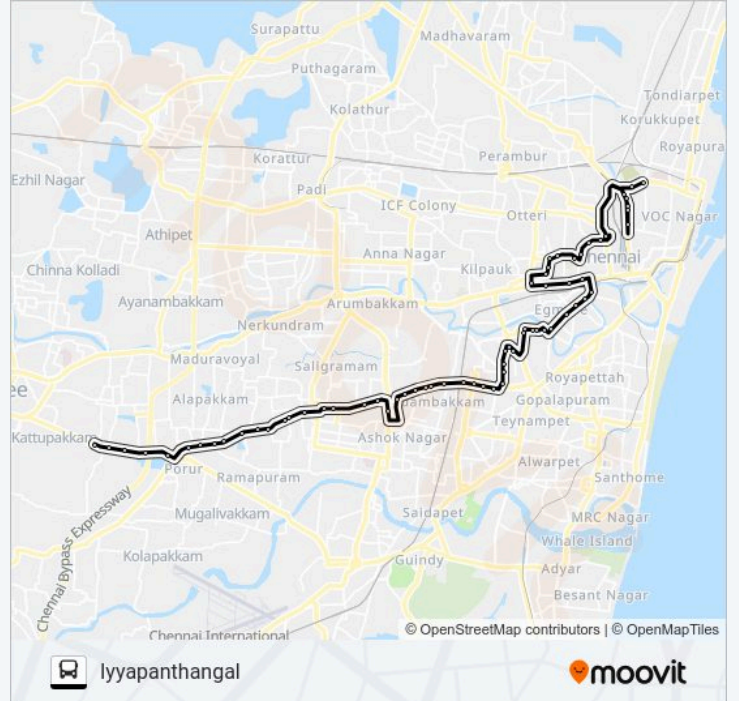 Surapattu
Madhavaram
Puthagaram
Tondiarpet
Kolathur
Korukkupet
Royapura
Korattur
Perambur
Ezhil Nagar
Padi
ICF Colony
Otteri
VOC Nagar
Athipet
Anna Nagar
Chennai
Chinna Kolladi
Kilpauk
Ayanambakkam
Arumbakkam
Egm
Nerkundram
Maduravoyal
Saligramam
ee
Royapettah
Alapakkam
dambakkam
Gopalapuram
Teynampet
Kattupakkam
Ashok Nagar
Alwarpet
Porur
Ramapuram
Santhome
Mugalivakkam
Saidapet
MRC Nagar
Chennai Bypass Expressway
Whale Island
Kolapakkam
Guindy
Adyar
Besant Nagar
Chennai International
© OpenStreetMap contributors | © OpenMapTiles
Iyyapanthangal
moovit